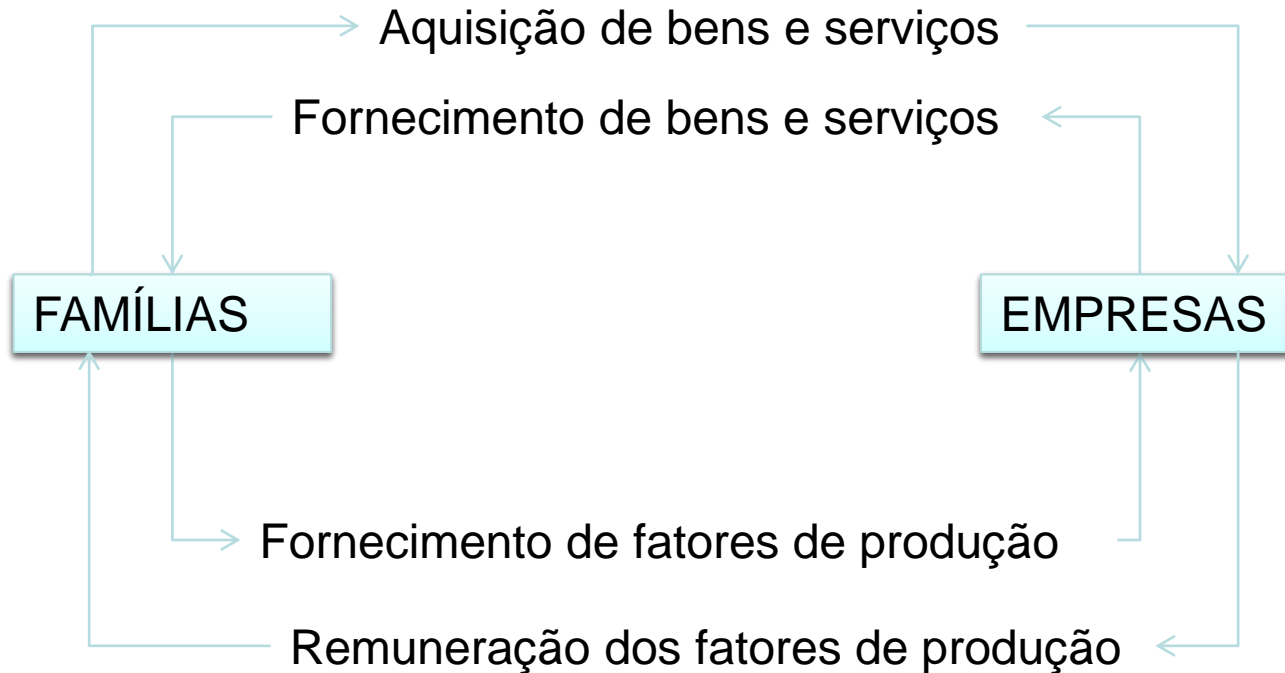 Aquisição de bens e serviços
Fornecimento de bens e serviços
FAMÍLIAS
EMPRESAS
Fornecimento de fatores de produção
Remuneração dos fatores de produção